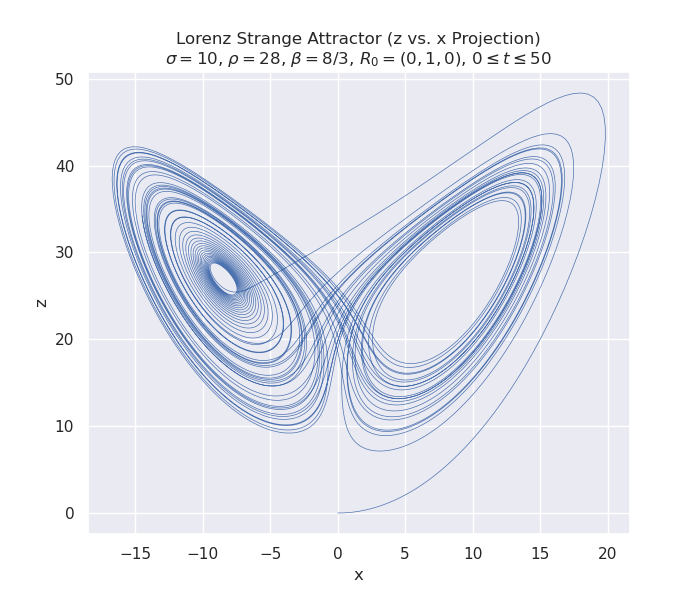 Lorenz Strange Attractor (z vs. x Projection)
σ = 10, ρ = 28, β = 8/3, R₀ = (0, 1, 0), 0 ≤ t ≤ 50
50
40
30
20
10
0
z
−15 −10 −5 0 5 10 15 20
x